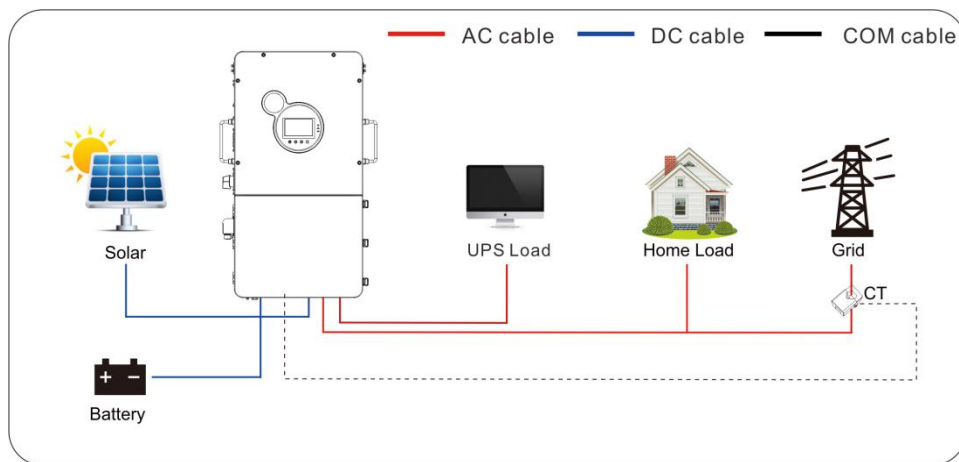 AC cable DC cable COM cable
Solar
UPS Load
Home Load
Grid
CT
Battery